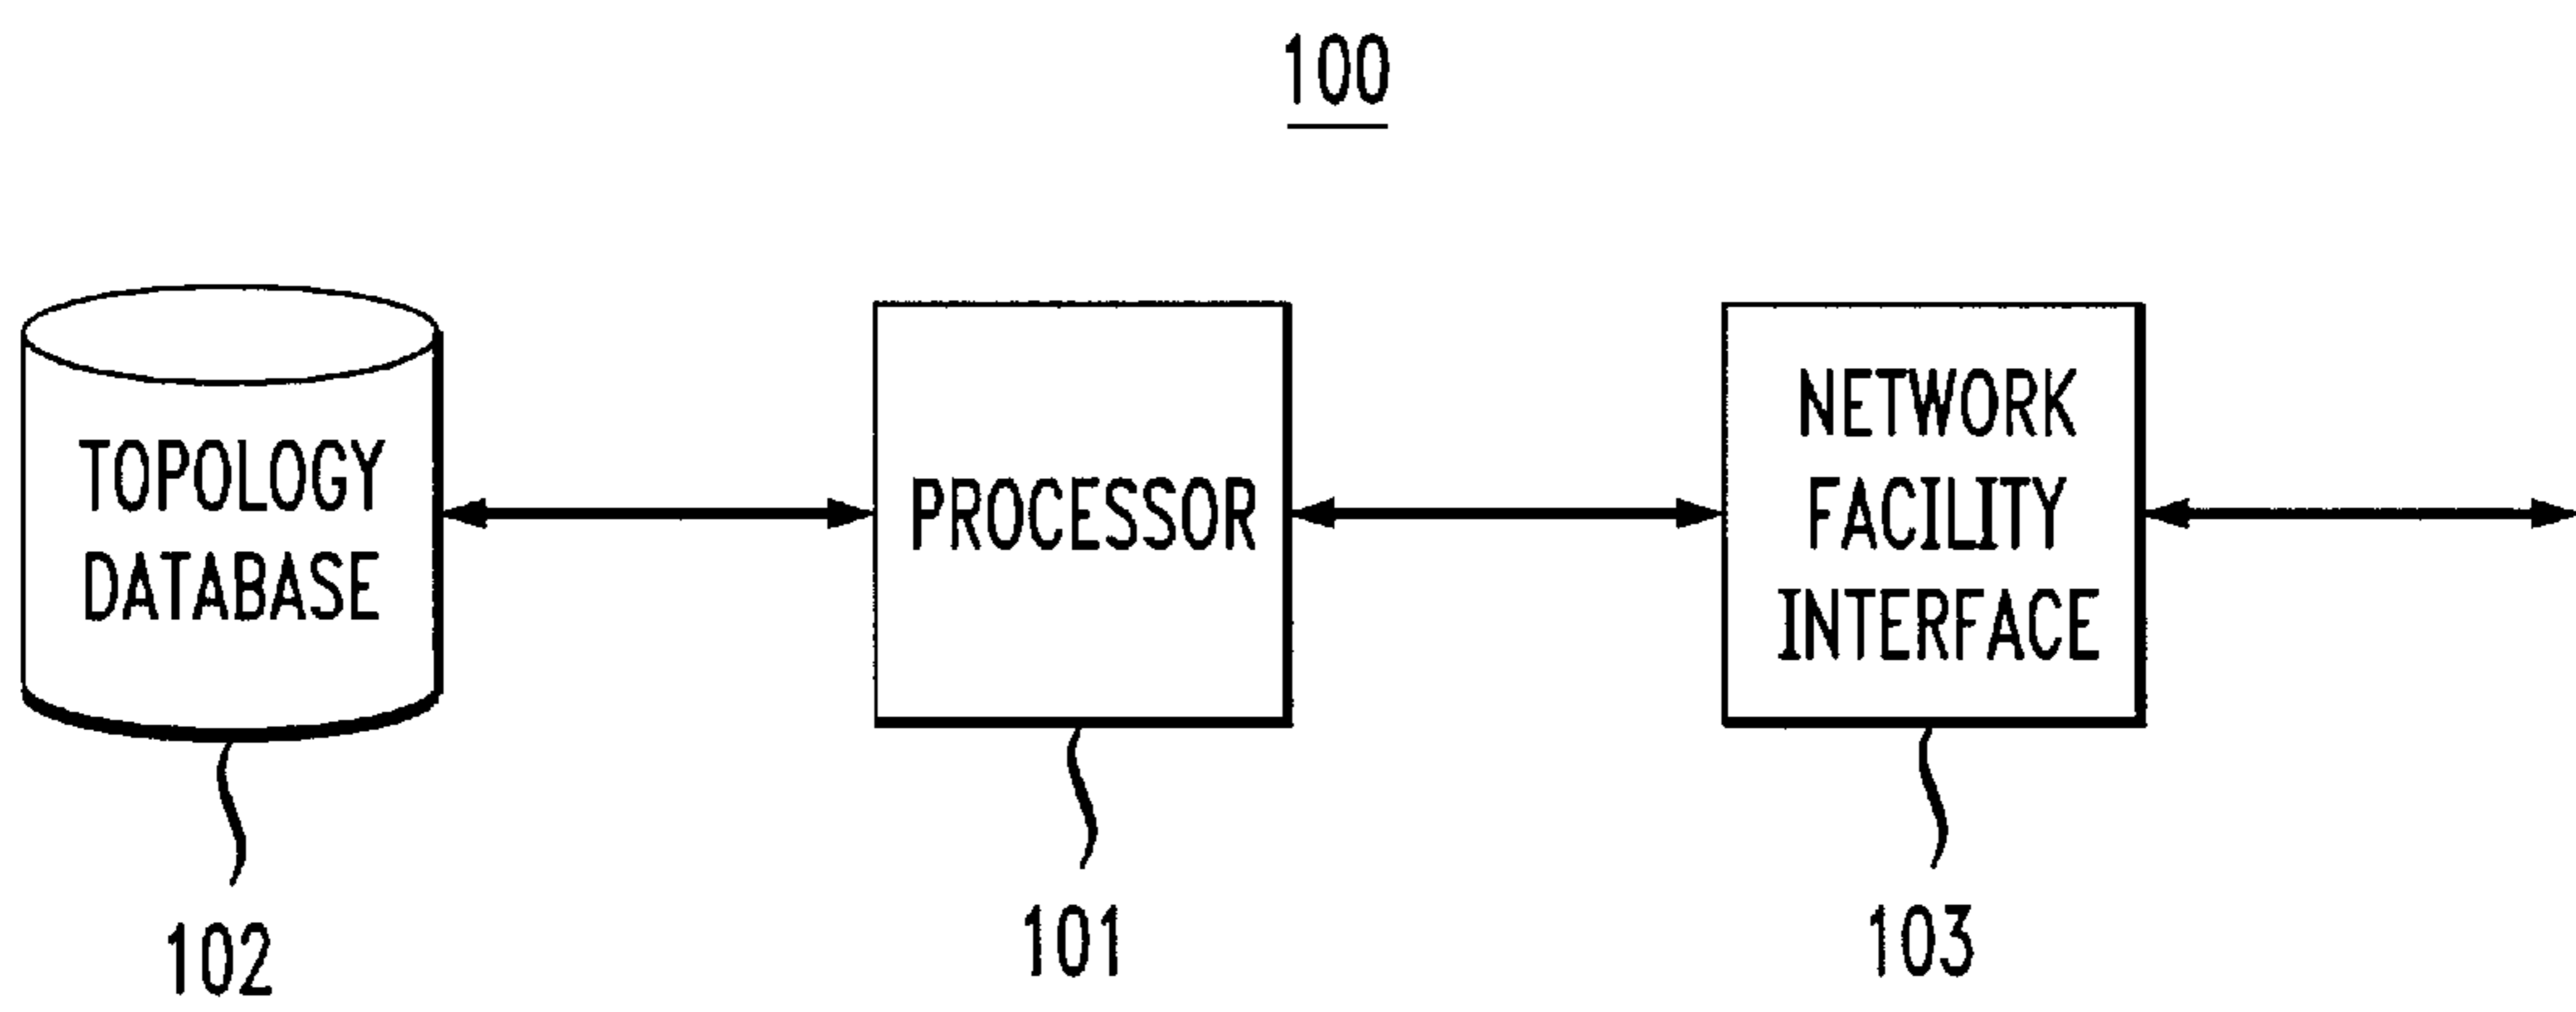 100
TOPOLOGY
DATABASE
PROCESSOR
NETWORK
FACILITY
INTERFACE
102
101
103